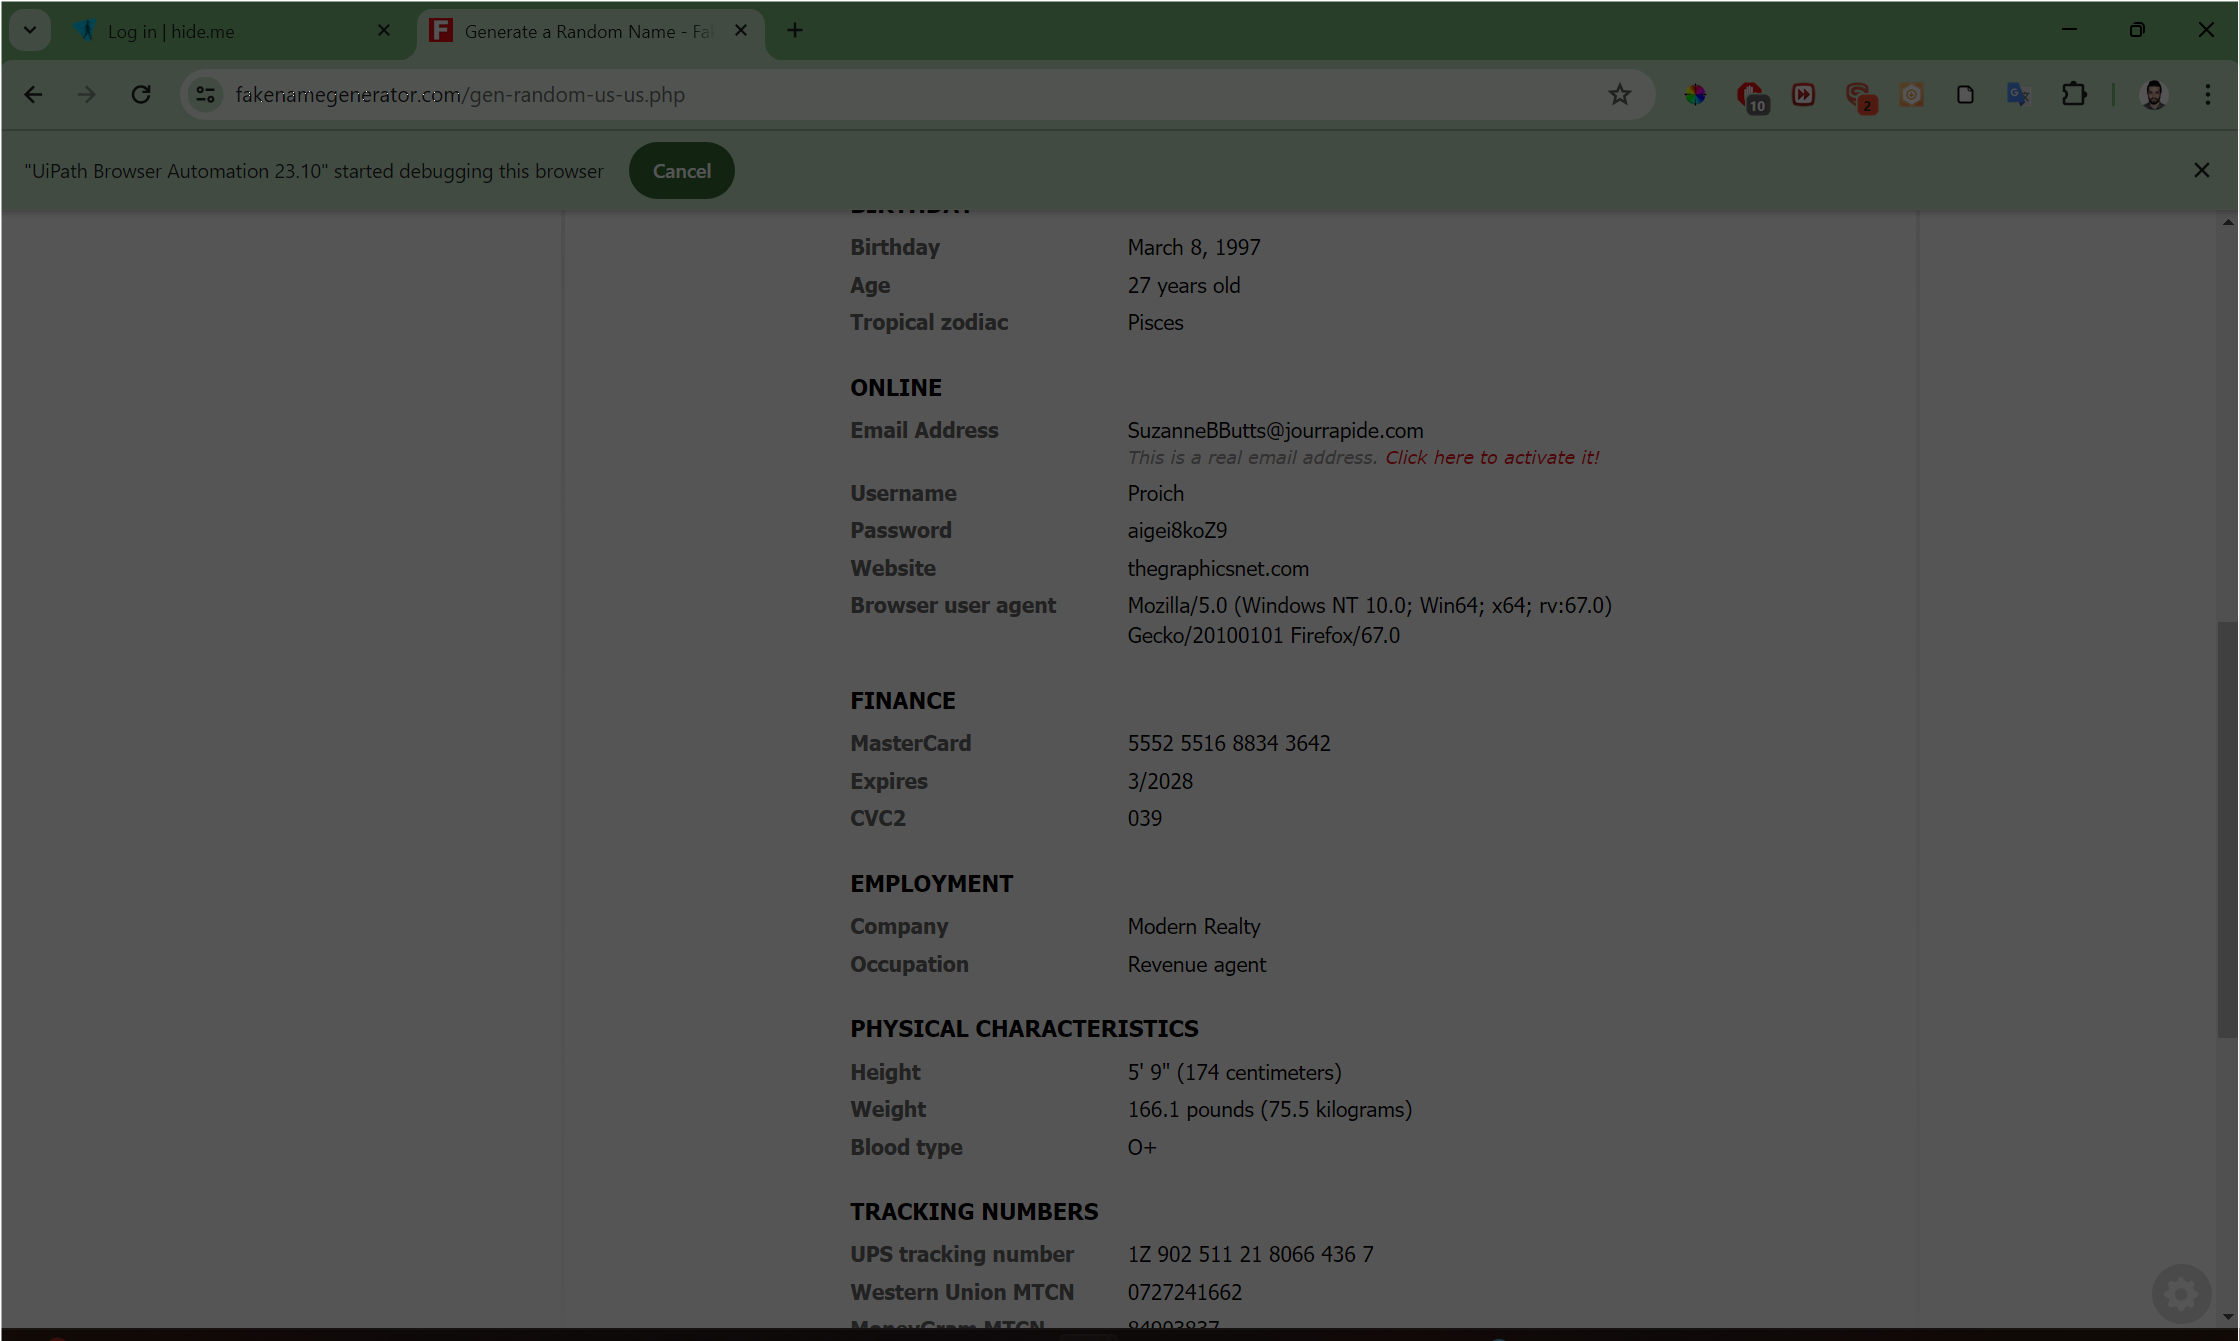 Log in | hide.me
Generate a Random Name - Fa
fakenamegenerator.com/gen-random-us-us.php
10
2
"UiPath Browser Automation 23.10" started debugging this browser
Cancel
BIRTHDAY
Birthday March 8, 1997
Age 27 years old
Tropical zodiac Pisces
ONLINE
Email Address SuzanneBButts@jourrapide.com
This is a real email address. Click here to activate it!
Username Proich
Password aigei8koZ9
Website thegraphicsnet.com
Browser user agent Mozilla/5.0 (Windows NT 10.0; Win64; x64; rv:67.0)
Gecko/20100101 Firefox/67.0
FINANCE
MasterCard 5552 5516 8834 3642
Expires 3/2028
CVC2 039
EMPLOYMENT
Company Modern Realty
Occupation Revenue agent
PHYSICAL CHARACTERISTICS
Height 5' 9" (174 centimeters)
Weight 166.1 pounds (75.5 kilograms)
Blood type O+
TRACKING NUMBERS
UPS tracking number 1Z 902 511 21 8066 436 7
Western Union MTCN 0727241662
MoneyGram MTCN 84903837